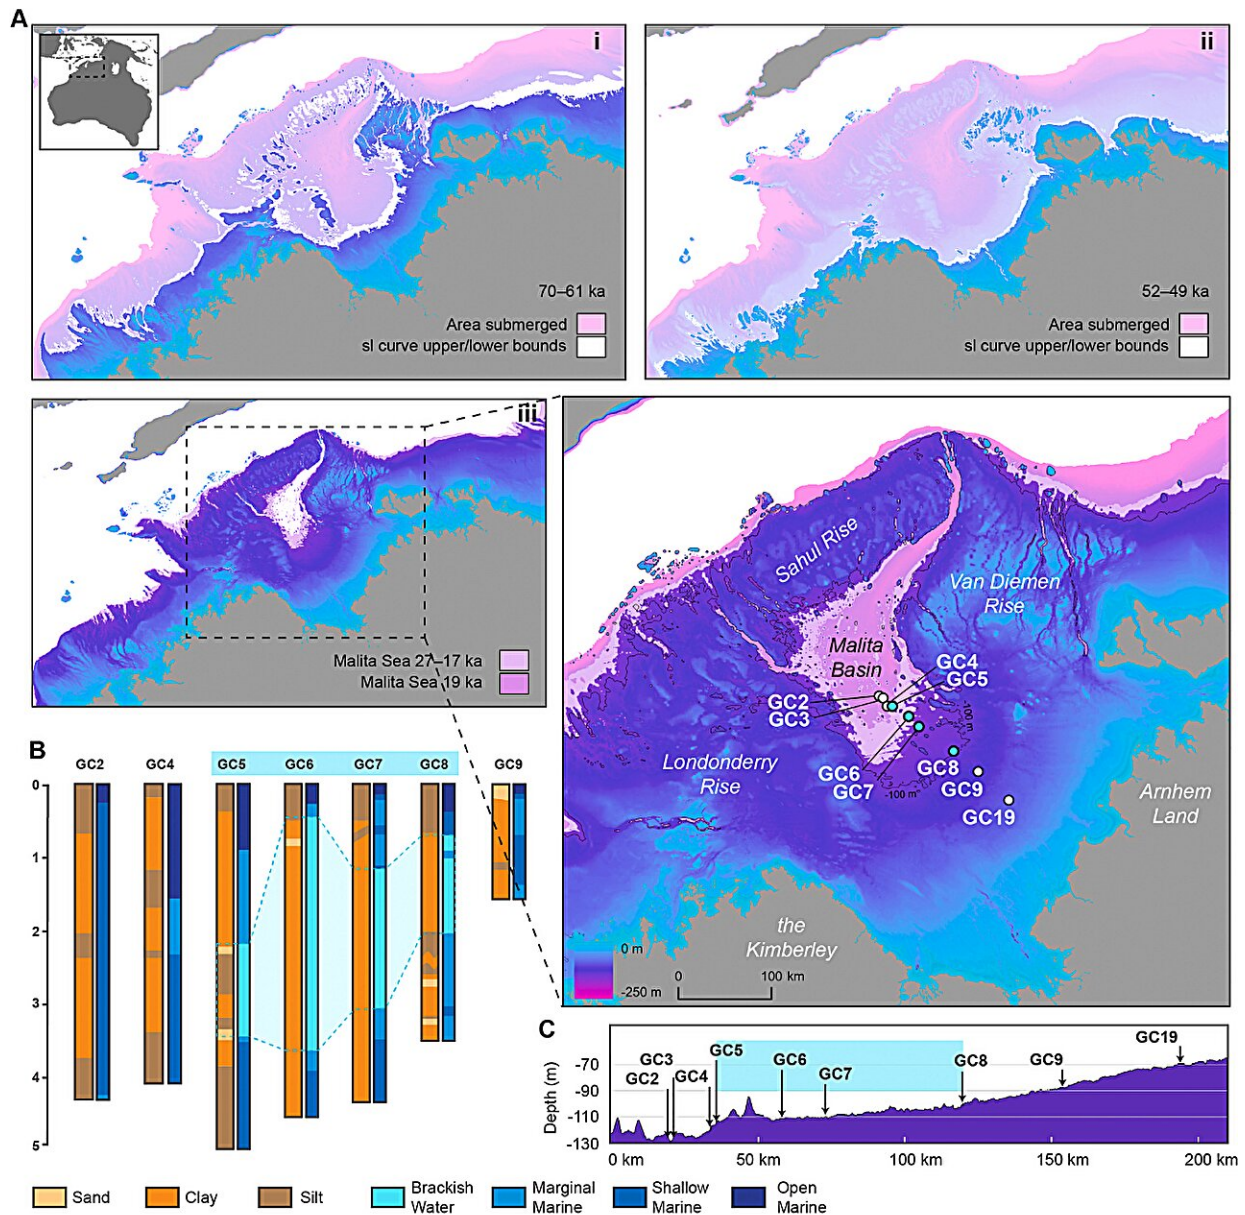 A
i
70–61 ka
Area submerged
sl curve upper/lower bounds
ii
52–49 ka
Area submerged
sl curve upper/lower bounds
iii
Malita Sea 27–17 ka
Malita Sea 19 ka
Sahul Rise
Van Diemen
Rise
Malita
Basin
GC4
GC5
GC2
GC3
-100 m
Londonderry
Rise
GC6
GC7
GC8
-100 m
GC9
GC19
Arnhem
Land
the
Kimberley
0 m
-250 m
0
100 km
B
GC2
GC4
GC5
GC6
GC7
GC8
GC9
0
1
2
3
4
5
Sand
Clay
Silt
Brackish
Water
Marginal
Marine
Shallow
Marine
Open
Marine
C
Depth (m)
-70
-90
-110
-130
GC3
GC2
GC4
GC5
GC6
GC7
GC8
GC9
GC19
0 km
50 km
100 km
150 km
200 km